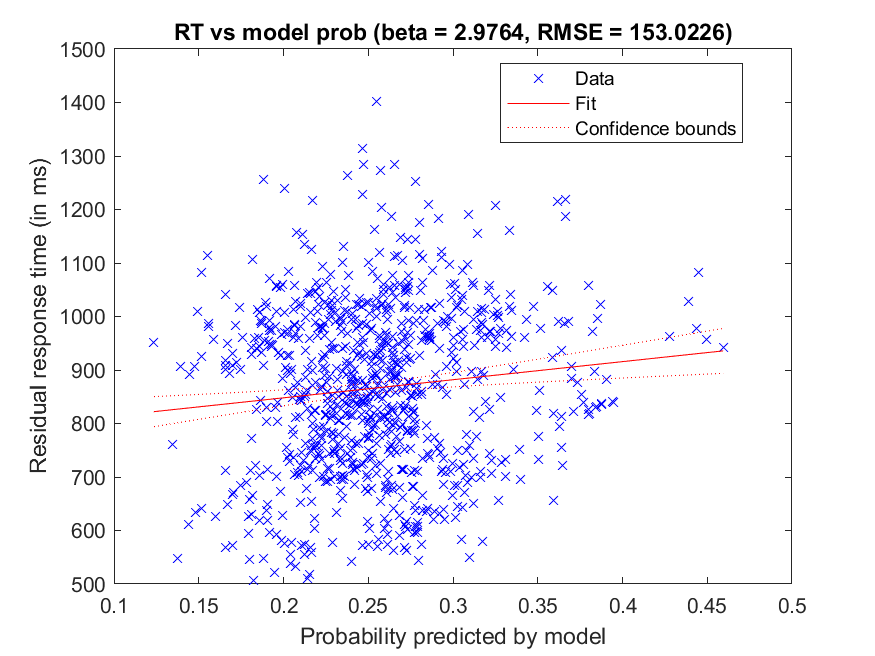 RT vs model prob (beta = 2.9764, RMSE = 153.0226)
1500
1400
1300
1200
1100
1000
900
800
700
600
500
Residual response time (in ms)
Data
Fit
Confidence bounds
0.1 0.15 0.2 0.25 0.3 0.35 0.4 0.45 0.5
Probability predicted by model